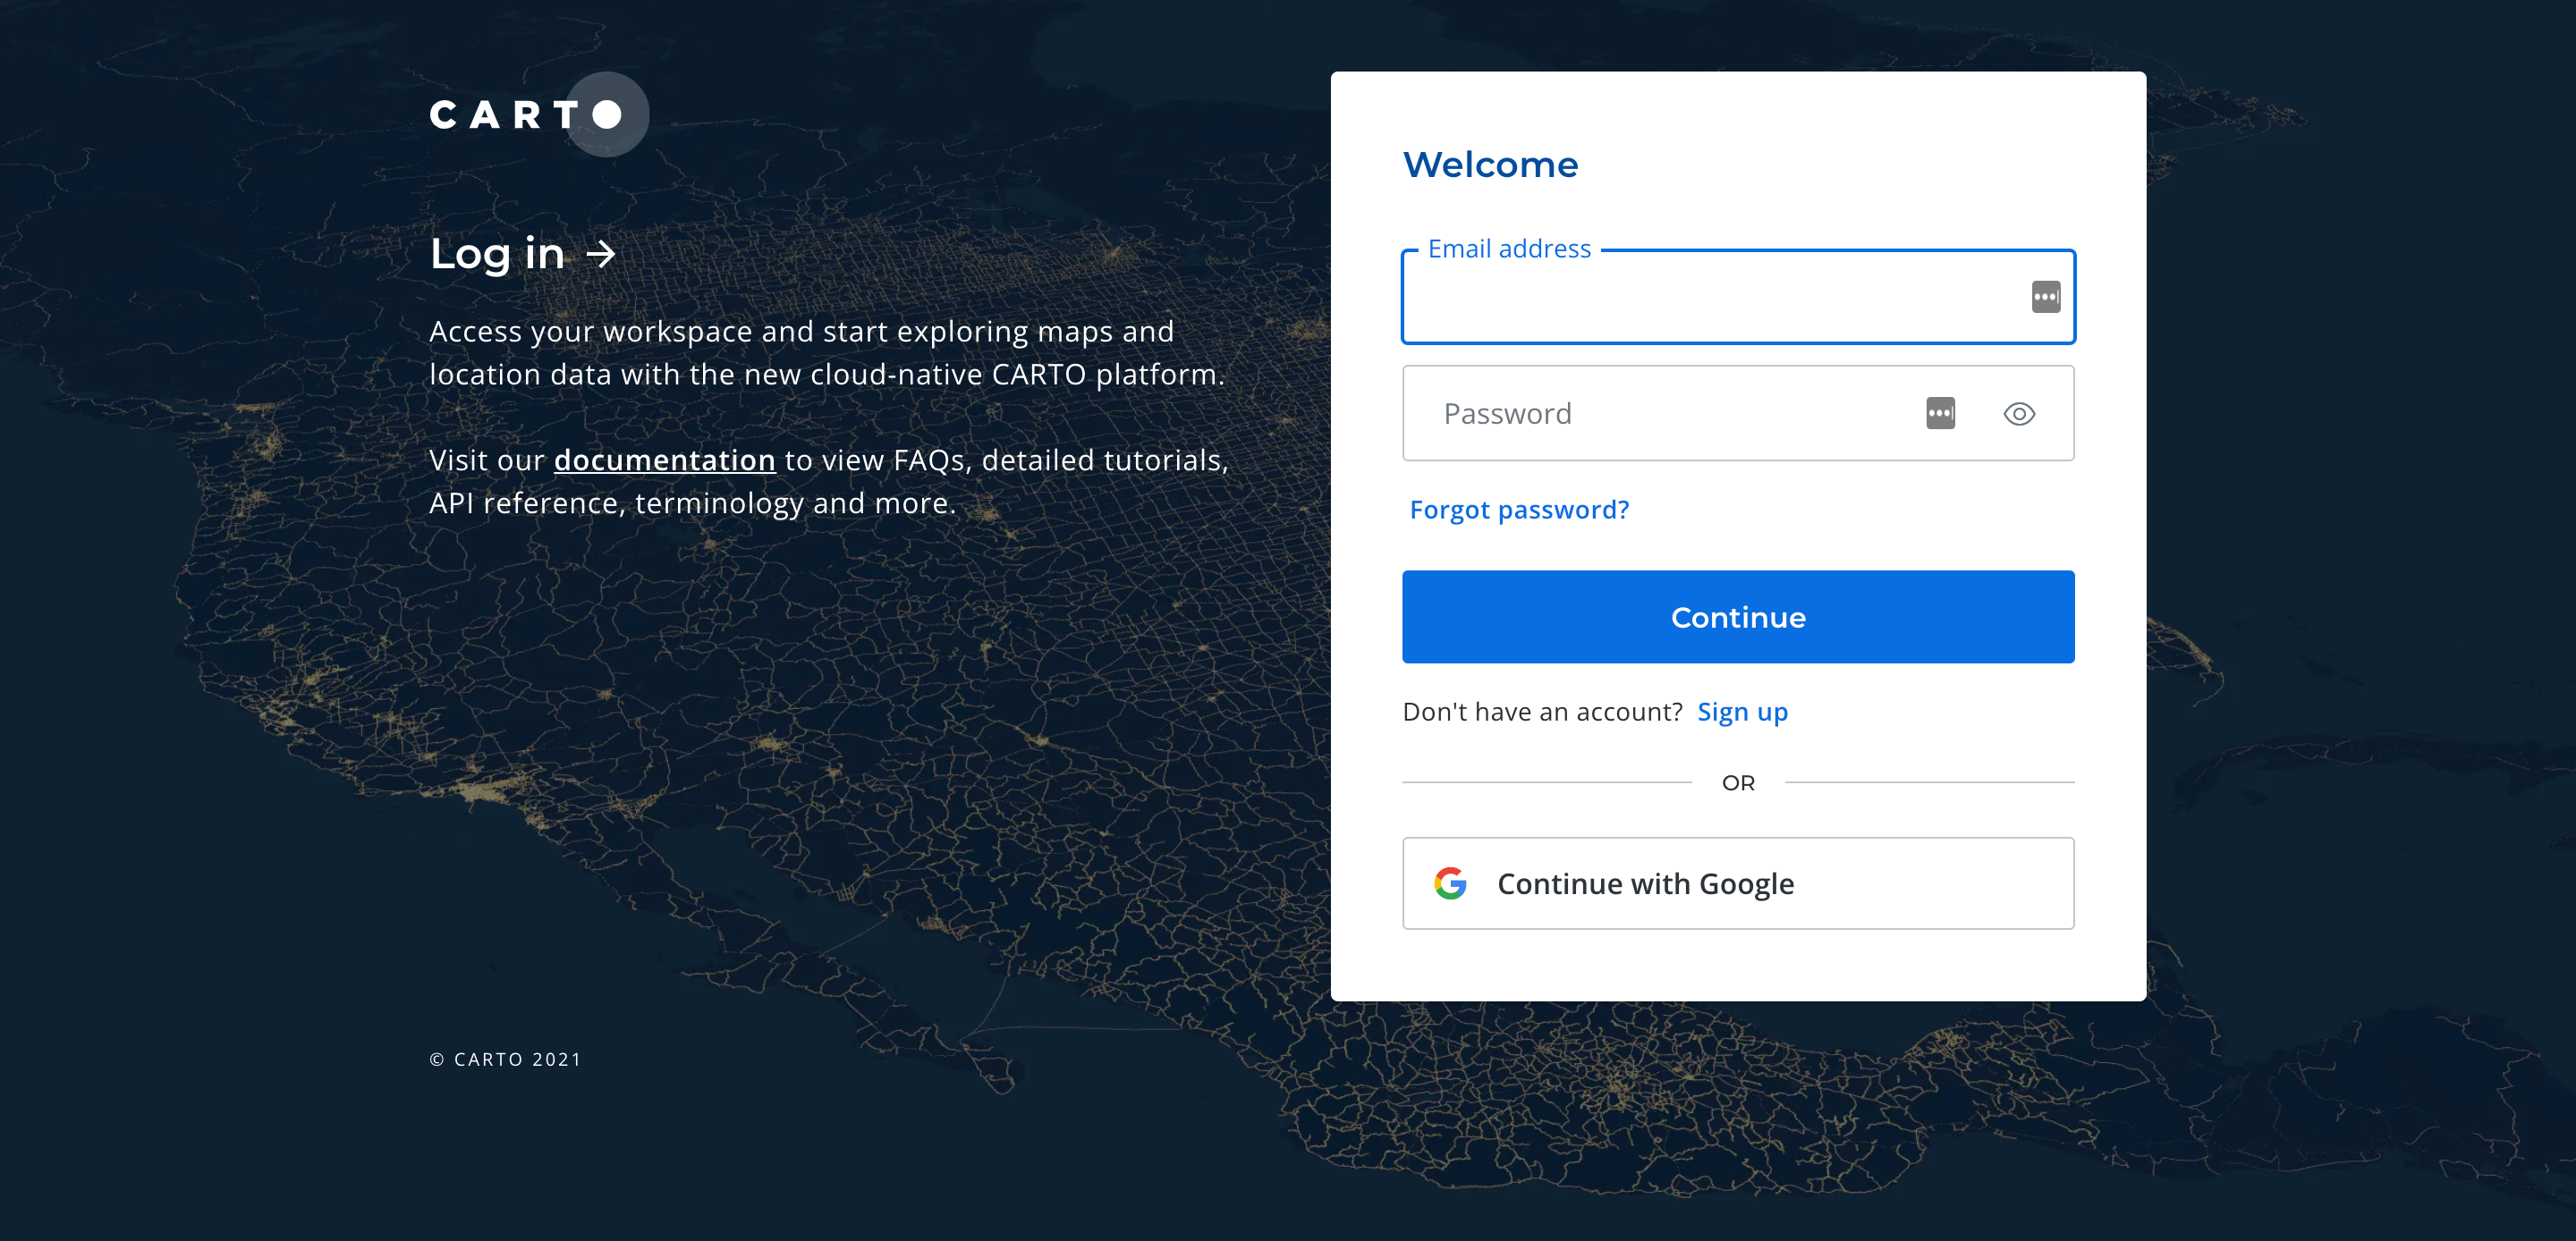 CARTO
Log in →
Access your workspace and start exploring maps and
location data with the new cloud-native CARTO platform.
Visit our documentation to view FAQs, detailed tutorials,
API reference, terminology and more.
© CARTO 2021
Welcome
Email address
Password
Forgot password?
Continue
Don't have an account? Sign up
OR
Continue with Google